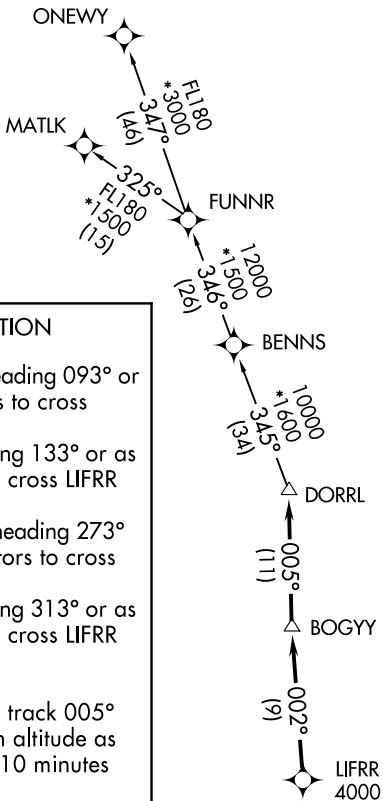 ONEWY
FL180
*3000
347°
(46)
MATLK
325°
FL180
*1500
(15)
FUNNR
12000
*1500
346°
(26)
BENNS
10000
*1600
345°
(34)
DORRL
005°
(11)
BOGYY
002°
(9)
LIFRR
4000
TION
eading 093° or
s to cross
ng 133° or as
cross LIFRR
heading 273°
tors to cross
ng 313° or as
cross LIFRR
track 005°
n altitude as
10 minutes